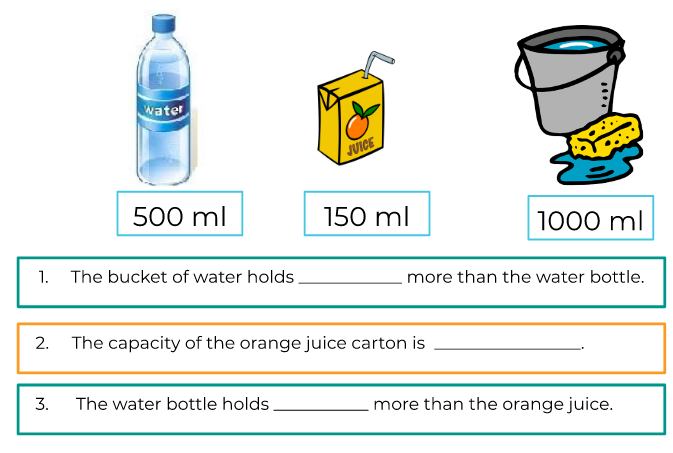 water
JUICE
500 ml
150 ml
1000 ml
1. The bucket of water holds ___________ more than the water bottle.
2. The capacity of the orange juice carton is ________________.
3. The water bottle holds __________ more than the orange juice.